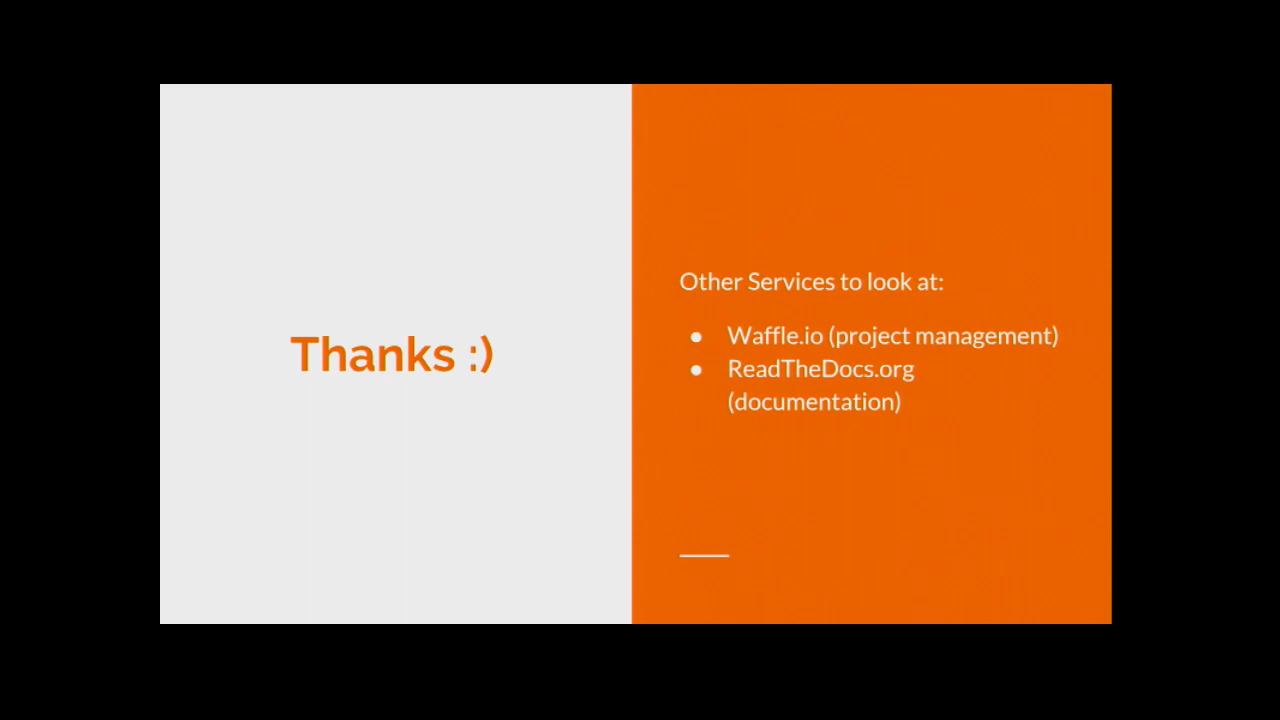 Thanks :)
Other Services to look at:
● Waffle.io (project management)
● ReadTheDocs.org
(documentation)